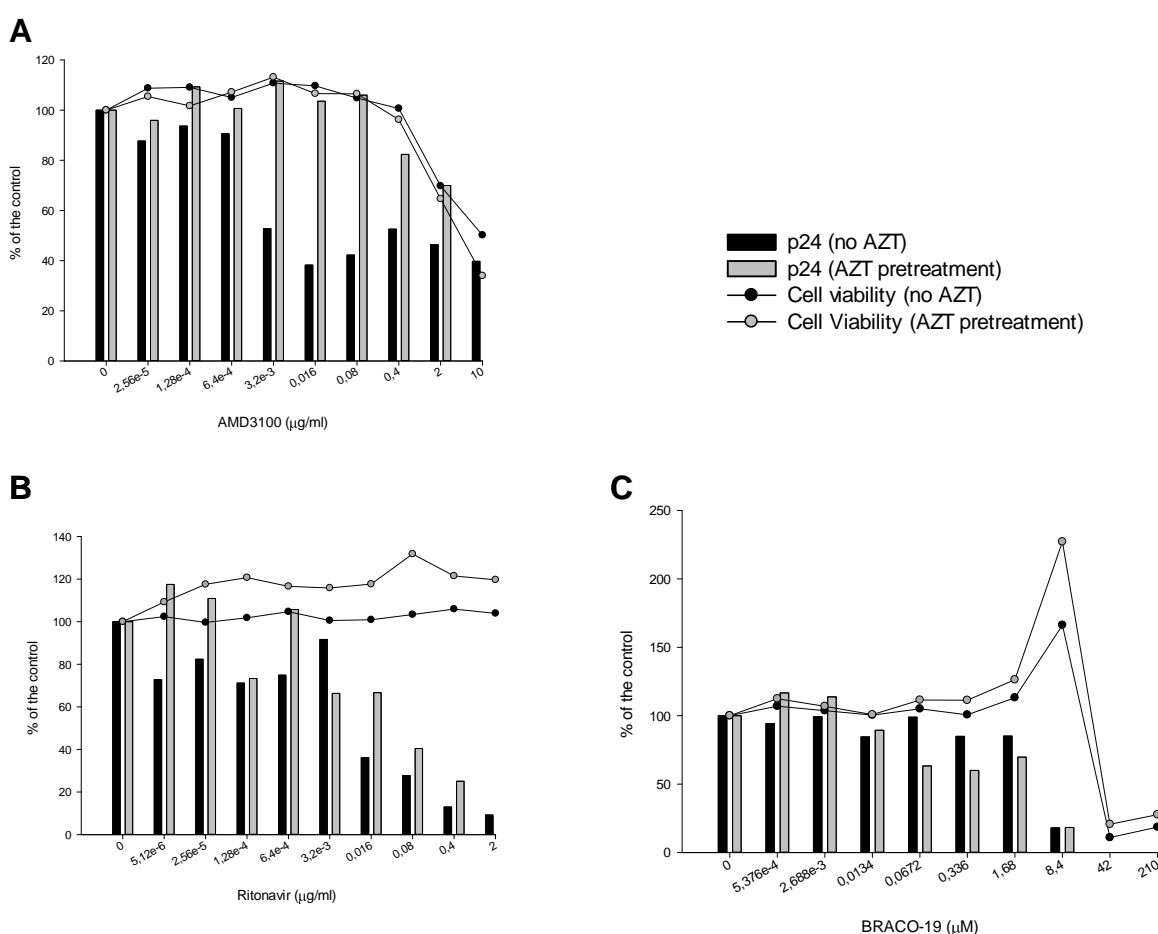 A
120
100
80
60
40
20
0
% of the control
0 2,56e-5 1,28e-4 6,4e-4 3,2e-3 0,016 0,08 0,4 2 10
AMD3100 (μg/ml)
p24 (no AZT)
p24 (AZT pretreatment)
Cell viability (no AZT)
Cell Viability (AZT pretreatment)
B
140
120
100
80
60
40
20
0
% of the control
0 5,12e-6 2,56e-5 1,28e-4 6,4e-4 3,2e-3 0,016 0,08 0,4 2
Ritonavir (μg/ml)
C
250
200
150
100
50
0
% of the control
0 5,376e-4 2,688e-3 0,0134 0,0672 0,336 1,68 8,4 42 210
BRACO-19 (μM)